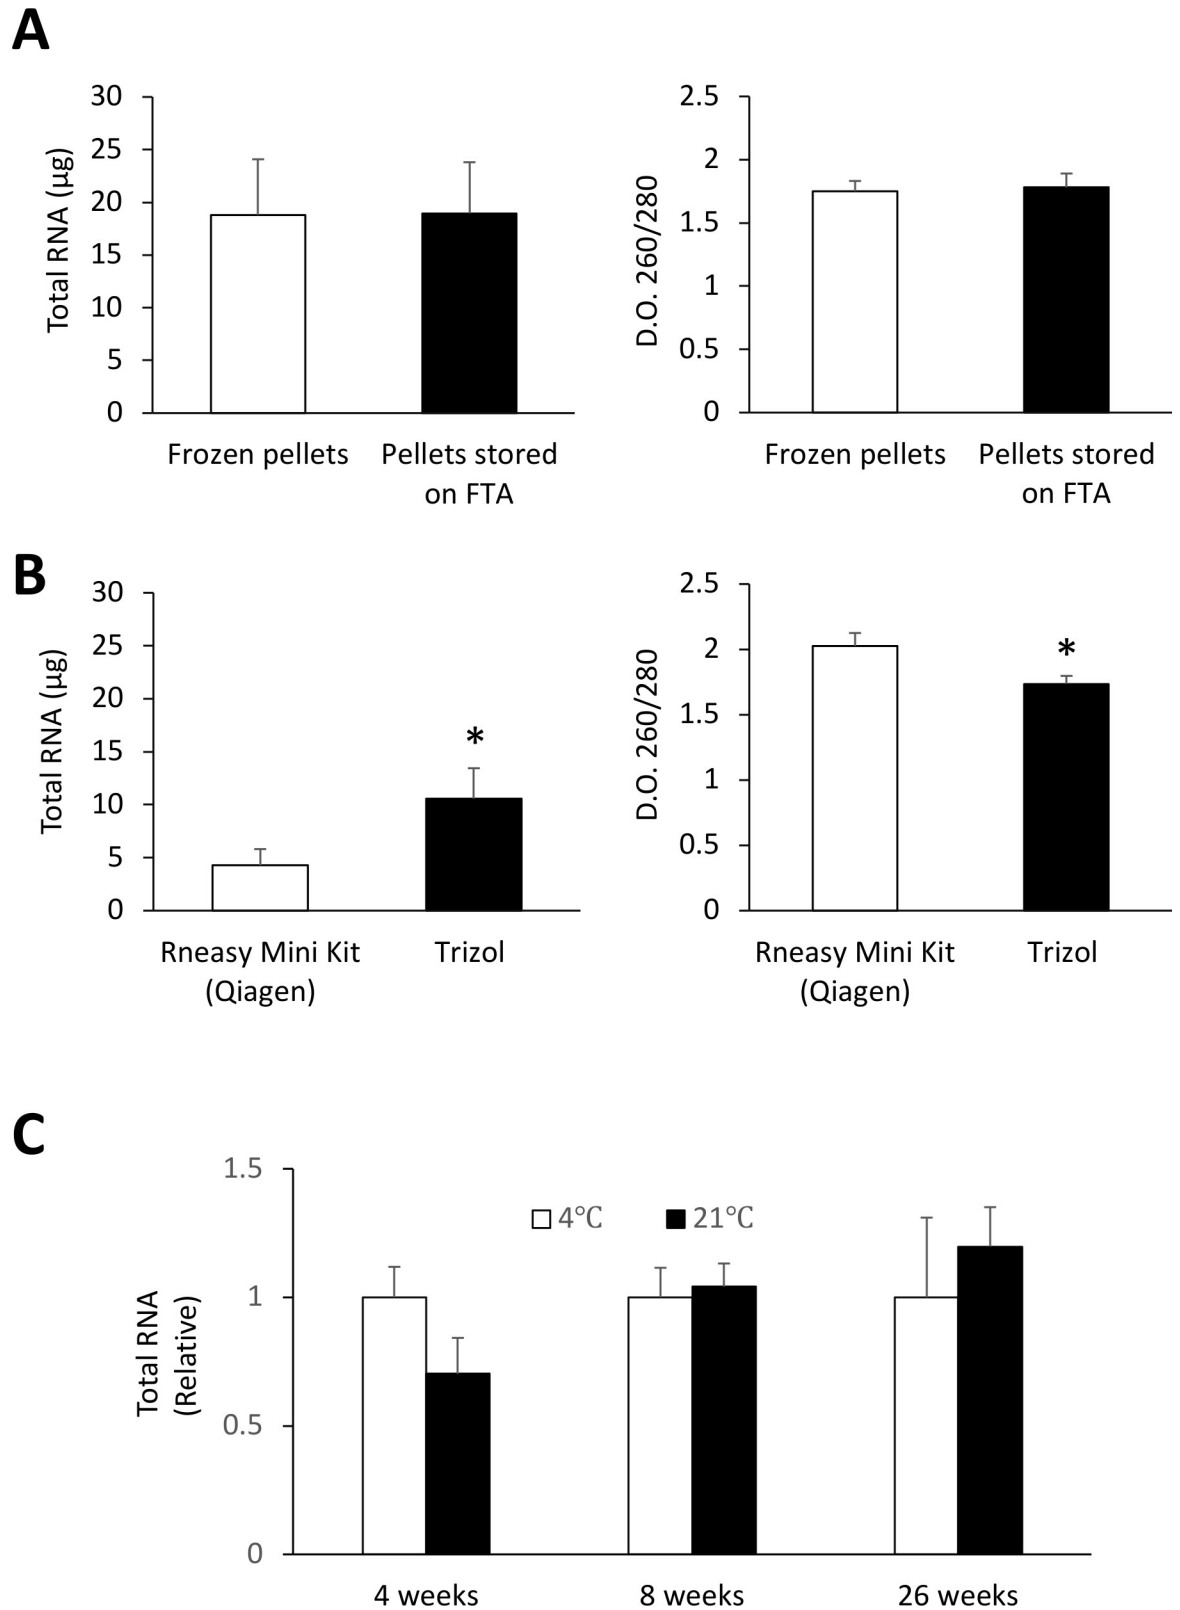 A
30
25
20
15
10
5
0
Total RNA (µg)
Frozen pellets
Pellets stored
on FTA
2.5
2
1.5
1
0.5
0
D.O. 260/280
Frozen pellets
Pellets stored
on FTA
B
30
25
20
15
10
5
0
Total RNA (µg)
*
Rneasy Mini Kit
(Qiagen)
Trizol
2.5
2
1.5
1
0.5
0
D.O. 260/280
*
Rneasy Mini Kit
(Qiagen)
Trizol
C
1.5
1
0.5
0
Total RNA
(Relative)
4°C
21°C
4 weeks
8 weeks
26 weeks